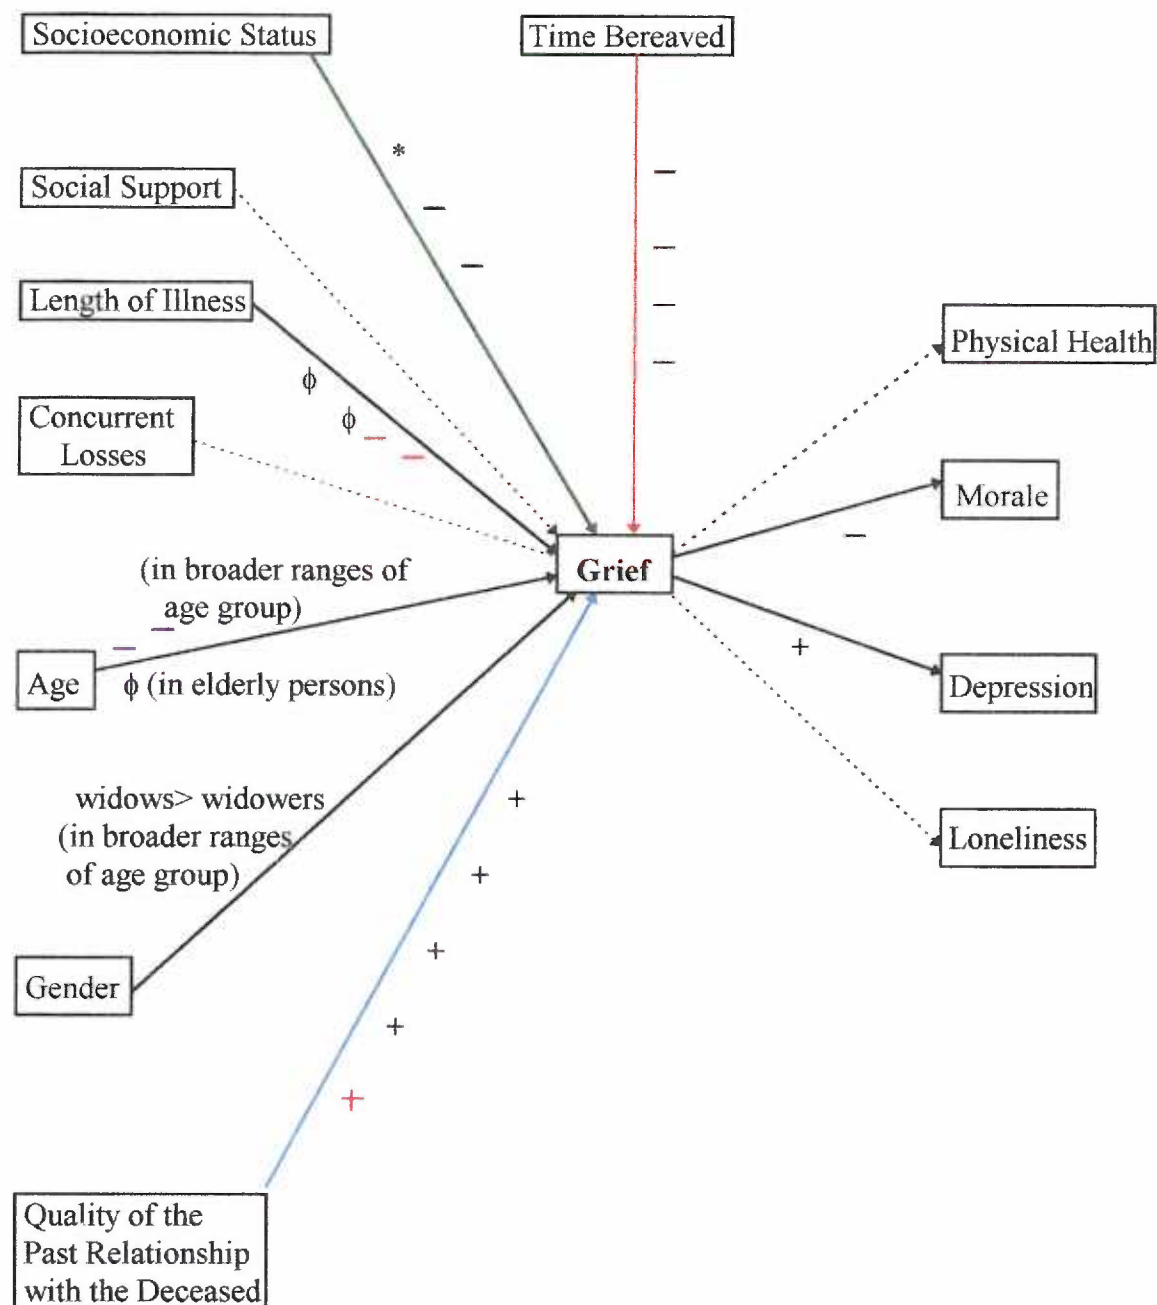 Socioeconomic Status
Time Bereaved
*
–
Social Support
–
–
–
–
–
Length of Illness
Physical Health
ϕ
ϕ
–
–
Concurrent
Losses
Morale
–
Grief
(in broader ranges of
age group)
–
–
Age
ϕ (in elderly persons)
+
Depression
widows> widowers
(in broader ranges
of age group)
+
Loneliness
+
+
Gender
+
+
Quality of the
Past Relationship
with the Deceased